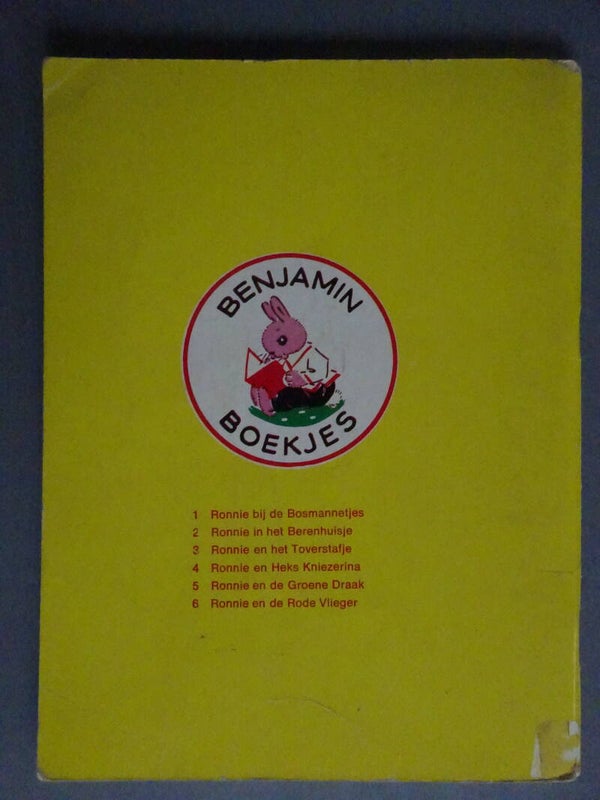 BENJAMIN
BOEKJES
1 Ronnie bij de Bosmannetjes
2 Ronnie in het Berenhuisje
3 Ronnie en het Toverstafje
4 Ronnie en Heks Kniezerina
5 Ronnie en de Groene Draak
6 Ronnie en de Rode Vlieger